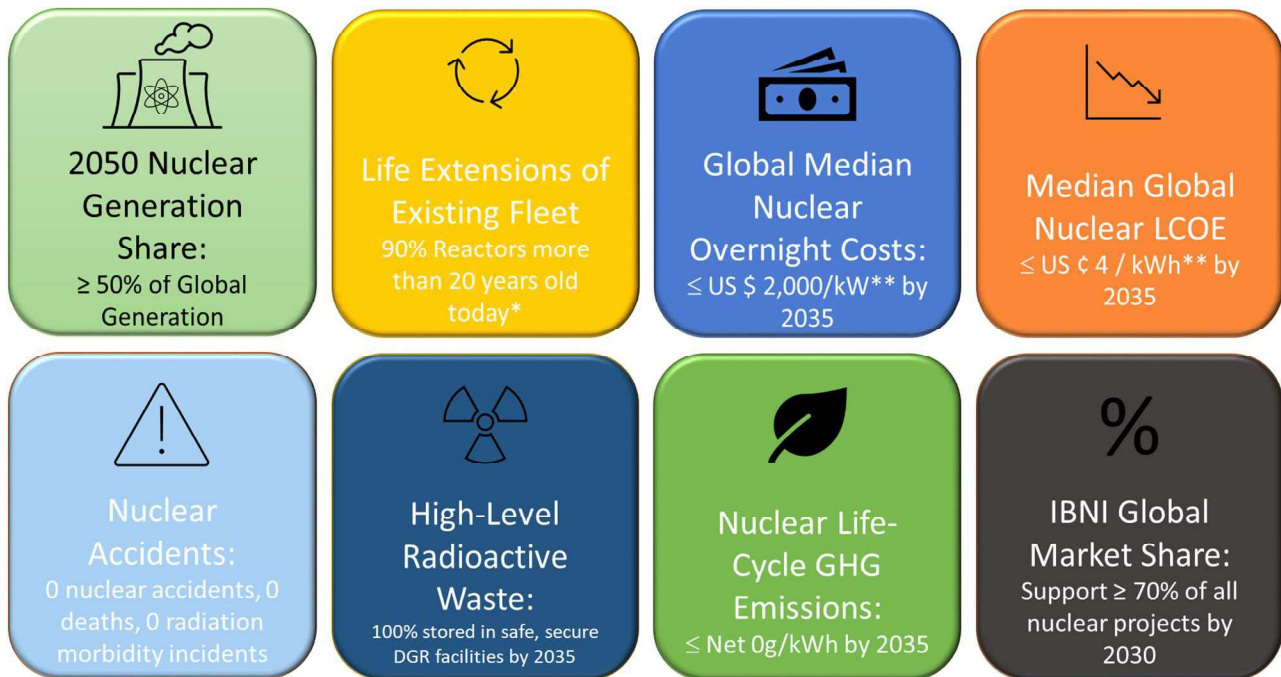 2050 Nuclear
Generation
Share:
≥ 50% of Global
Generation
Life Extensions of
Existing Fleet
90% Reactors more
than 20 years old
today*
Global Median
Nuclear
Overnight Costs:
≤ US $ 2,000/kW** by
2035
Median Global
Nuclear LCOE
≤ US ¢ 4 / kWh** by
2035
Nuclear
Accidents:
0 nuclear accidents, 0
deaths, 0 radiation
morbidity incidents
High-Level
Radioactive
Waste:
100% stored in safe, secure
DGR facilities by 2035
Nuclear Life-
Cycle GHG
Emissions:
≤ Net 0g/kWh by 2035
%
IBNI Global
Market Share:
Support ≥ 70% of all
nuclear projects by
2030